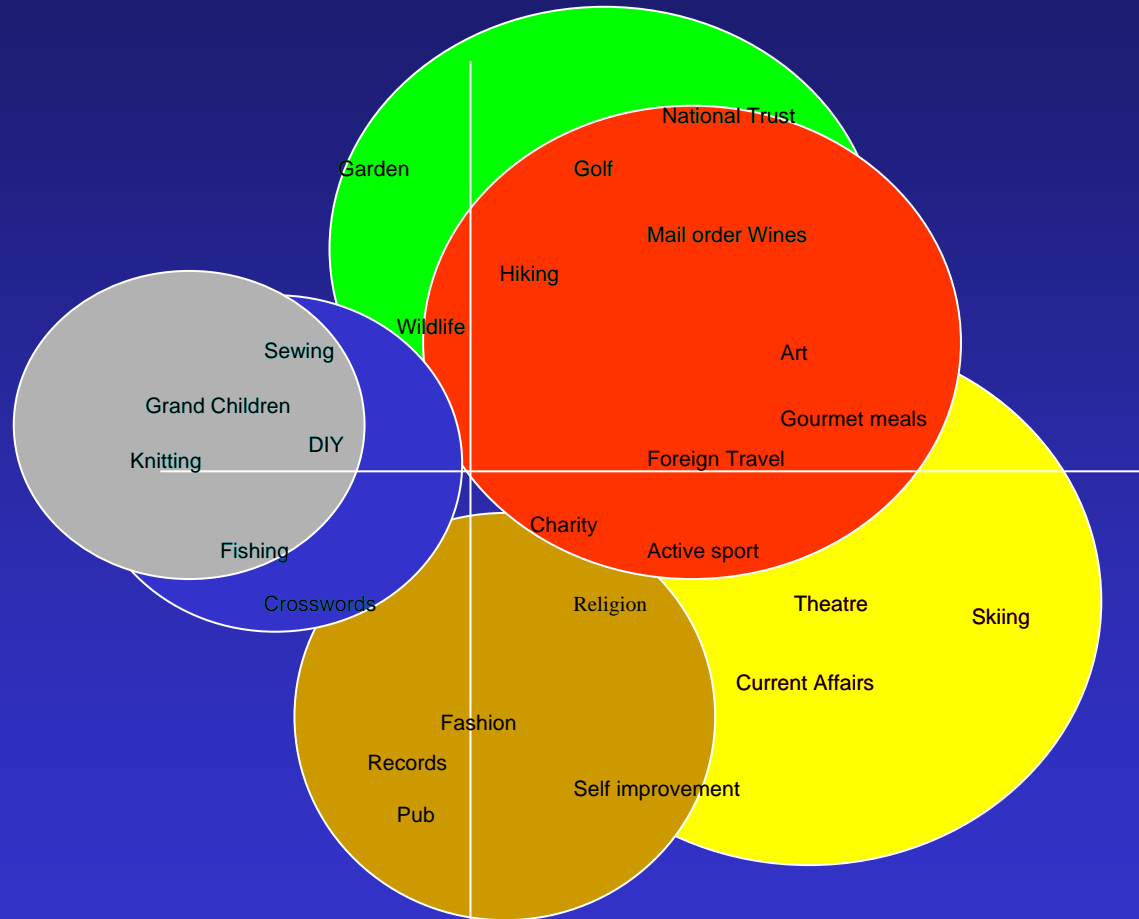 National Trust
Garden
Golf
Mail order Wines
Hiking
Wildlife
Sewing
Art
Grand Children
Gourmet meals
DIY
Knitting
Foreign Travel
Charity
Fishing
Active sport
Crosswords
Religion
Theatre
Skiing
Current Affairs
Fashion
Records
Self improvement
Pub